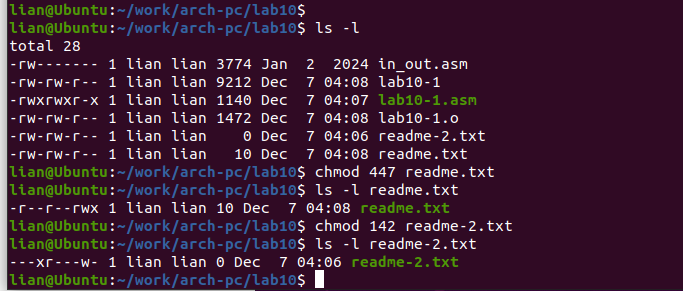 lian@Ubuntu:~/work/arch-pc/lab10$
lian@Ubuntu:~/work/arch-pc/lab10$ ls -l
total 28
-rw------- 1 lian lian 3774 Jan  2  2024 in_out.asm
-rw-rw-r-- 1 lian lian 9212 Dec  7 04:08 lab10-1
-rwxrwxr-x 1 lian lian 1140 Dec  7 04:07 lab10-1.asm
-rw-rw-r-- 1 lian lian 1472 Dec  7 04:08 lab10-1.o
-rw-rw-r-- 1 lian lian    0 Dec  7 04:06 readme-2.txt
-rw-rw-r-- 1 lian lian   10 Dec  7 04:08 readme.txt
lian@Ubuntu:~/work/arch-pc/lab10$ chmod 447 readme.txt
lian@Ubuntu:~/work/arch-pc/lab10$ ls -l readme.txt
-r--r--rwx 1 lian lian 10 Dec  7 04:08 readme.txt
lian@Ubuntu:~/work/arch-pc/lab10$ chmod 142 readme-2.txt
lian@Ubuntu:~/work/arch-pc/lab10$ ls -l readme-2.txt
---xr---w- 1 lian lian 0 Dec  7 04:06 readme-2.txt
lian@Ubuntu:~/work/arch-pc/lab10$